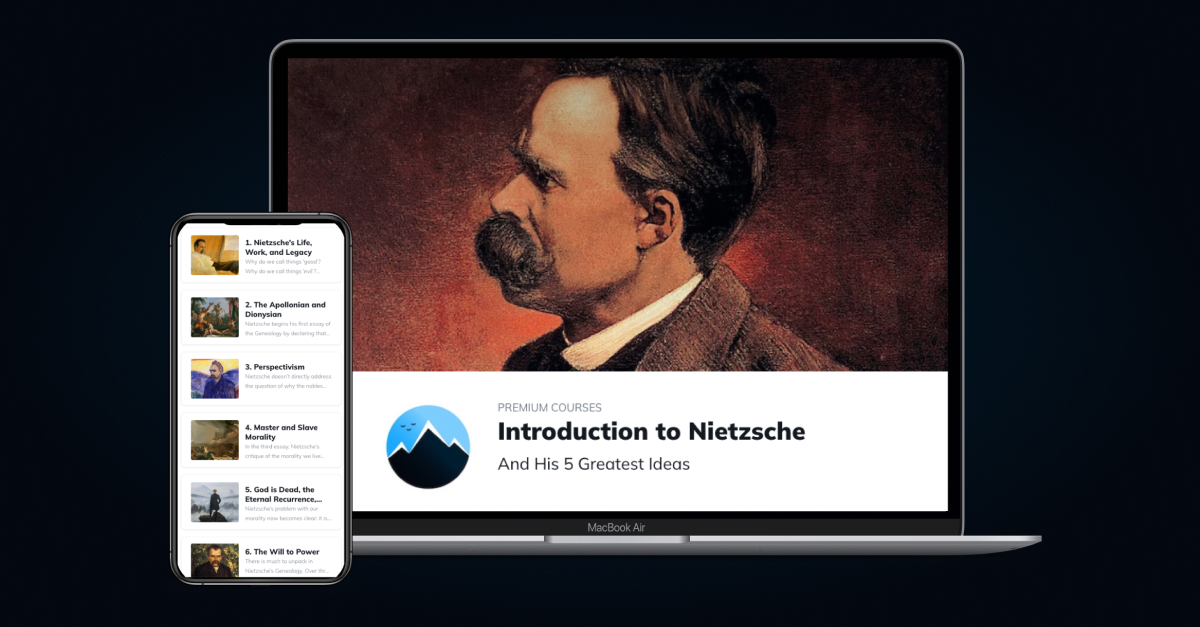 1. Nietzsche's Life,
Work, and Legacy
Why do we call things 'good'?
Why do we call things 'evil'?...
2. The Apollonian and
Dionysian
Nietzsche begins his first essay of
the Genealogy by declaring that...
3. Perspectivism
Nietzsche doesn't directly address
the question of why the nobles...
4. Master and Slave
Morality
In the third essay, Nietzsche's
critique of the morality we live...
5. God is Dead, the
Eternal Recurrence,...
Nietzsche's problem with our
morality now becomes clear: it is...
6. The Will to Power
There is much to unpack in
Nietzsche's Genealogy. Over thr...
PREMIUM COURSES
Introduction to Nietzsche
And His 5 Greatest Ideas
MacBook Air